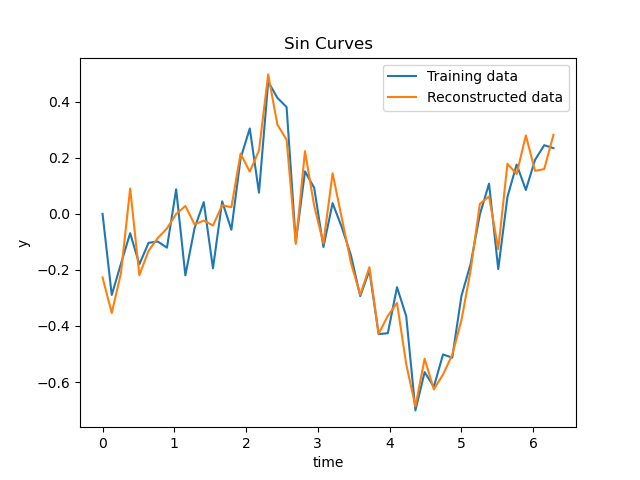 Sin Curves
Training data
Reconstructed data
y
0.4
0.2
0.0
−0.2
−0.4
−0.6
0 1 2 3 4 5 6
time